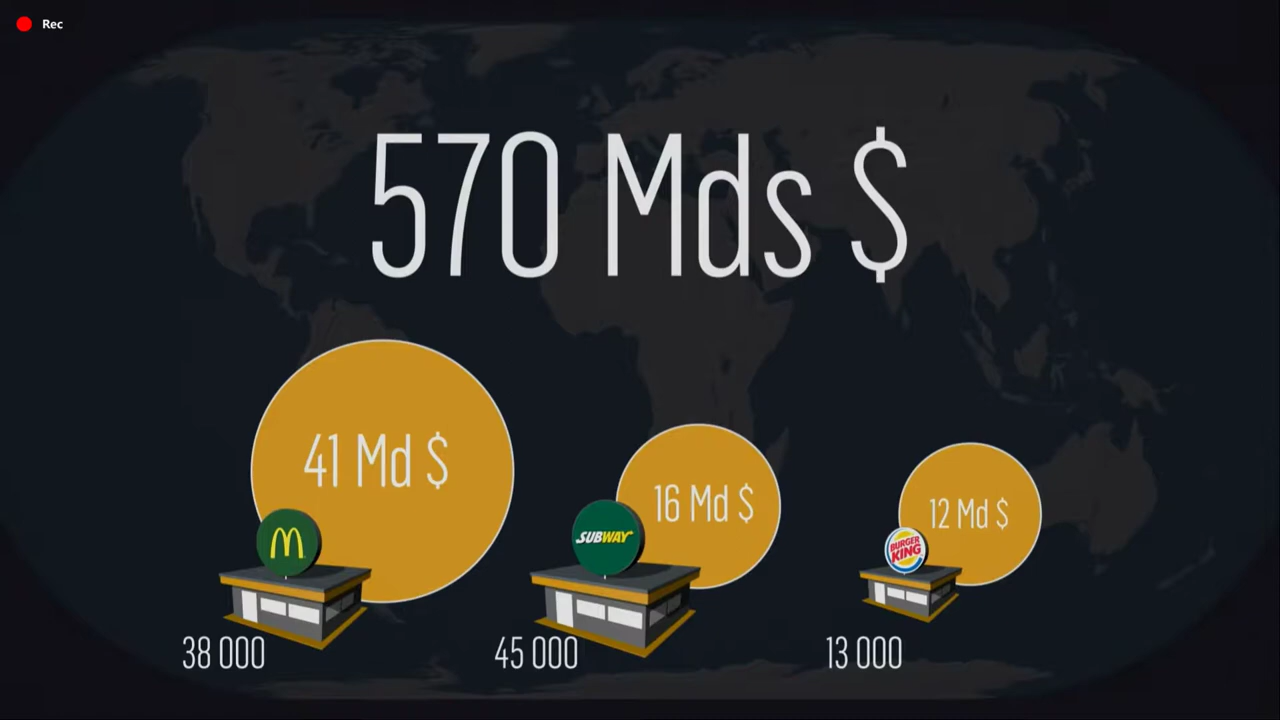 Rec
570 Mds $
41 Md $
16 Md $
12 Md $
SUBWAY
BURGER
KING
38 000
45 000
13 000